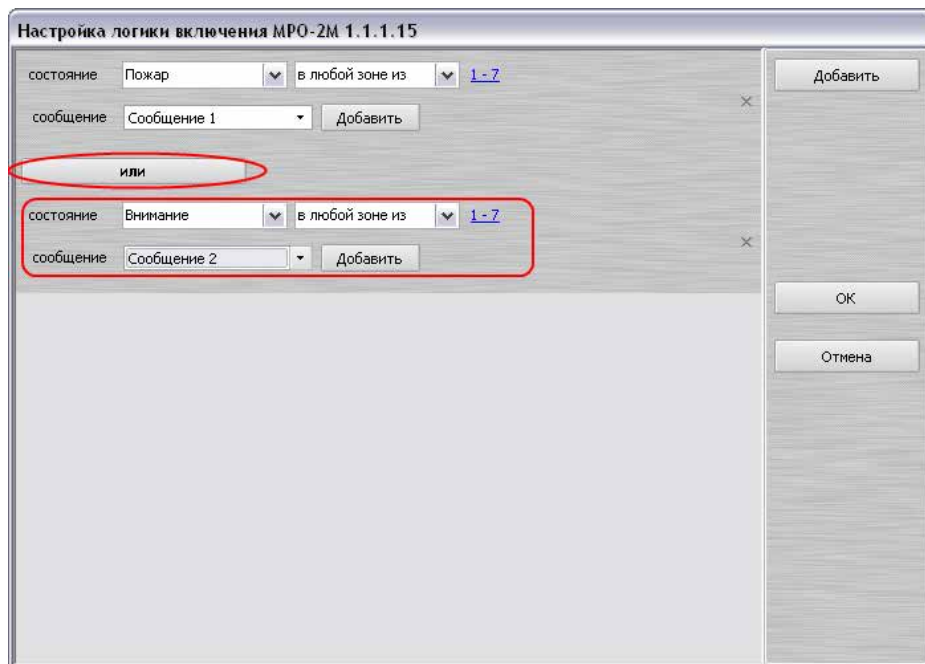 Настройка логики включения МРО-2М 1.1.1.15
состояние Пожар в любой зоне из 1 - 7 Добавить
сообщение Сообщение 1 Добавить
или
состояние Внимание в любой зоне из 1 - 7
сообщение Сообщение 2 Добавить
ОК
Отмена